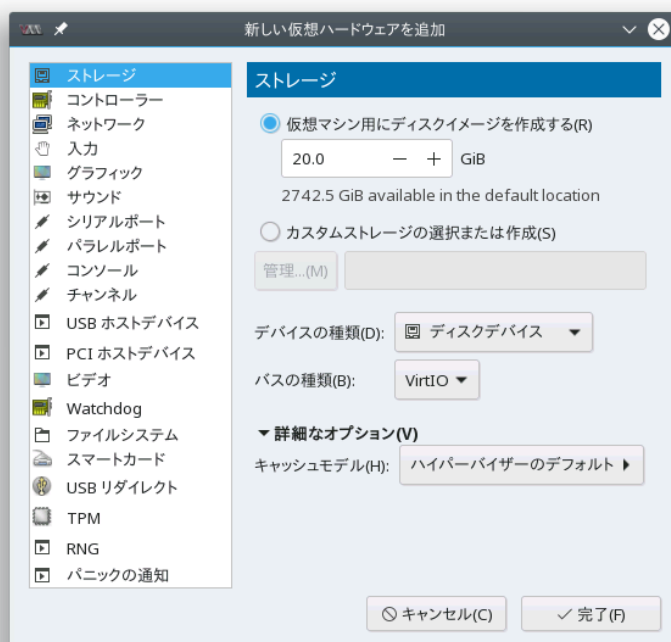 新しい仮想ハードウェアを追加
ストレージ
コントローラー
ネットワーク
入力
グラフィック
サウンド
シリアルポート
パラレルポート
コンソール
チャンネル
USB ホストデバイス
PCI ホストデバイス
ビデオ
Watchdog
ファイルシステム
スマートカード
USB リダイレクト
TPM
RNG
パニックの通知
ストレージ
仮想マシン用にディスクイメージを作成する(R)
20.0 − + GiB
2742.5 GiB available in the default location
カスタムストレージの選択または作成(S)
管理...(M)
デバイスの種類(D): ディスクデバイス
バスの種類(B): VirtIO
詳細なオプション(V)
キャッシュモデル(H): ハイパーバイザーのデフォルト
キャンセル(C) 完了(F)